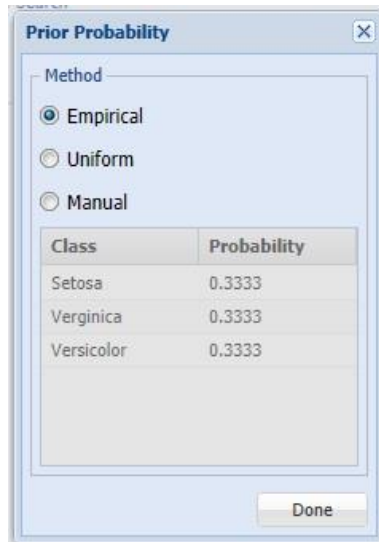 Prior Probability
Method
Empirical
Uniform
Manual
Class Probability
Setosa 0.3333
Verginica 0.3333
Versicolor 0.3333
Done